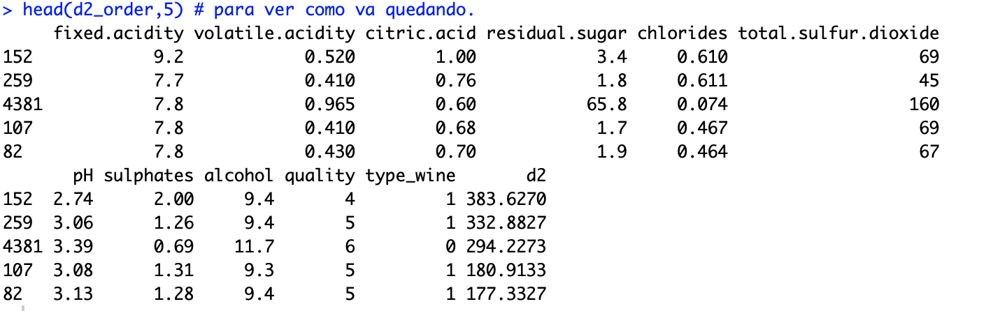 > head(d2_order,5) # para ver como va quedando.
     fixed.acidity volatile.acidity citric.acid residual.sugar chlorides total.sulfur.dioxide
152            9.2            0.520        1.00            3.4     0.610                   69
259            7.7            0.410        0.76            1.8     0.611                   45
4381           7.8            0.965        0.60           65.8     0.074                  160
107            7.8            0.410        0.68            1.7     0.467                   69
82             7.8            0.430        0.70            1.9     0.464                   67
       pH sulphates alcohol quality type_wine       d2
152  2.74      2.00     9.4       4         1 383.6270
259  3.06      1.26     9.4       5         1 332.8827
4381 3.39      0.69    11.7       6         0 294.2273
107  3.08      1.31     9.3       5         1 180.9133
82   3.13      1.28     9.4       5         1 177.3327